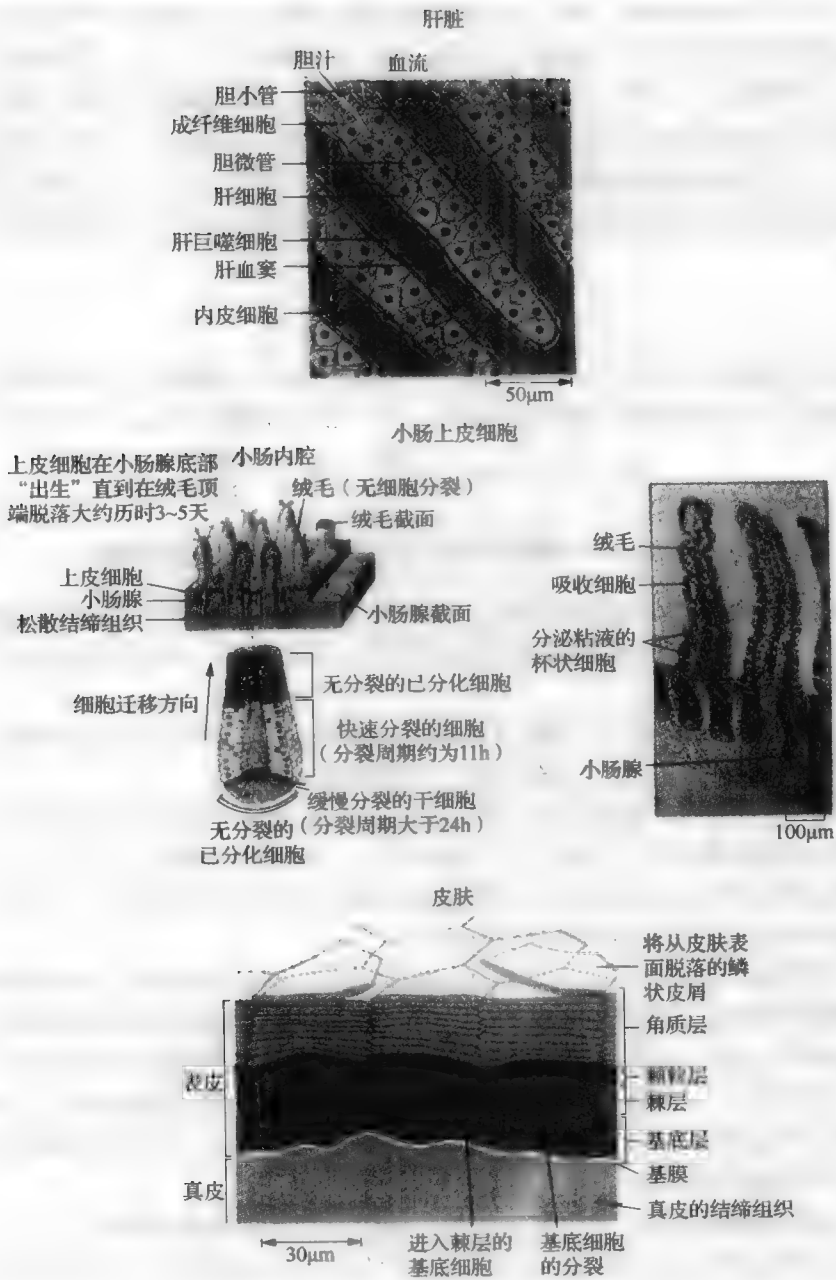 肝脏
胆汁
血流
胆小管
成纤维细胞
胆微管
肝细胞
肝巨噬细胞
肝血窦
内皮细胞
50μm
小肠上皮细胞
上皮细胞在小肠腺底部
“出生”直到在绒毛顶
端脱落大约历时3~5天
小肠内腔
绒毛（无细胞分裂）
绒毛截面
上皮细胞
小肠腺
松散结缔组织
小肠腺截面
细胞迁移方向
无分裂的已分化细胞
快速分裂的细胞
（分裂周期约为11h）
缓慢分裂的干细胞
（分裂周期大于24h）
无分裂的
已分化细胞
绒毛
吸收细胞
分泌粘液的
杯状细胞
小肠腺
100μm
皮肤
将从皮肤表
面脱落的鳞
状皮屑
角质层
颗粒层
棘层
基底层
基膜
真皮的结缔组织
表皮
真皮
30μm
进入棘层的
基底细胞
基底细胞
的分裂